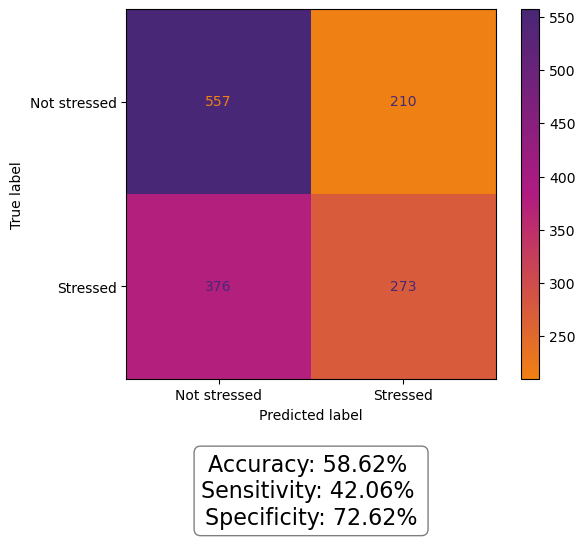 Not stressed
Stressed
True label
557 210
376 273
Not stressed Stressed
Predicted label
550
500
450
400
350
300
250
Accuracy: 58.62%
Sensitivity: 42.06%
Specificity: 72.62%